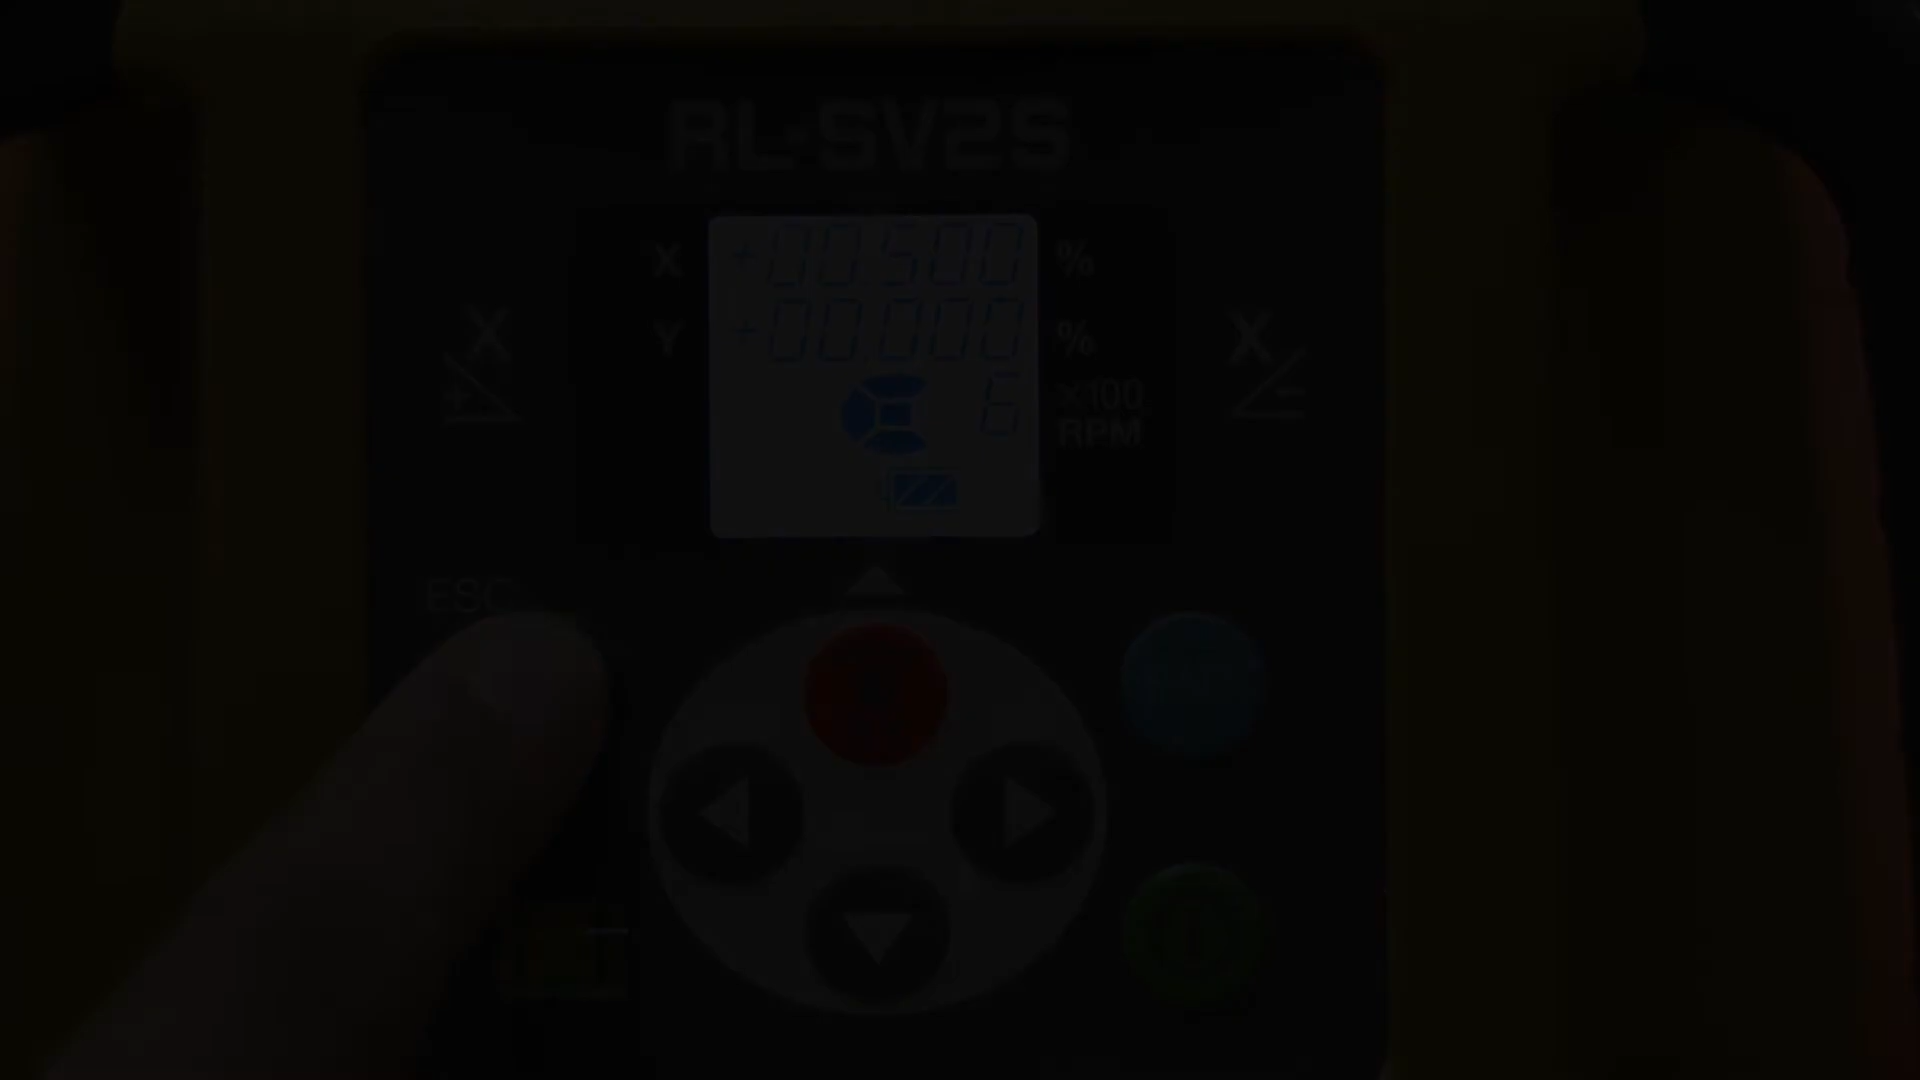 RL-SV2S
X +00.500 %
Y +00.000 %
X X
+ -
6 ×100
RPM
ESC